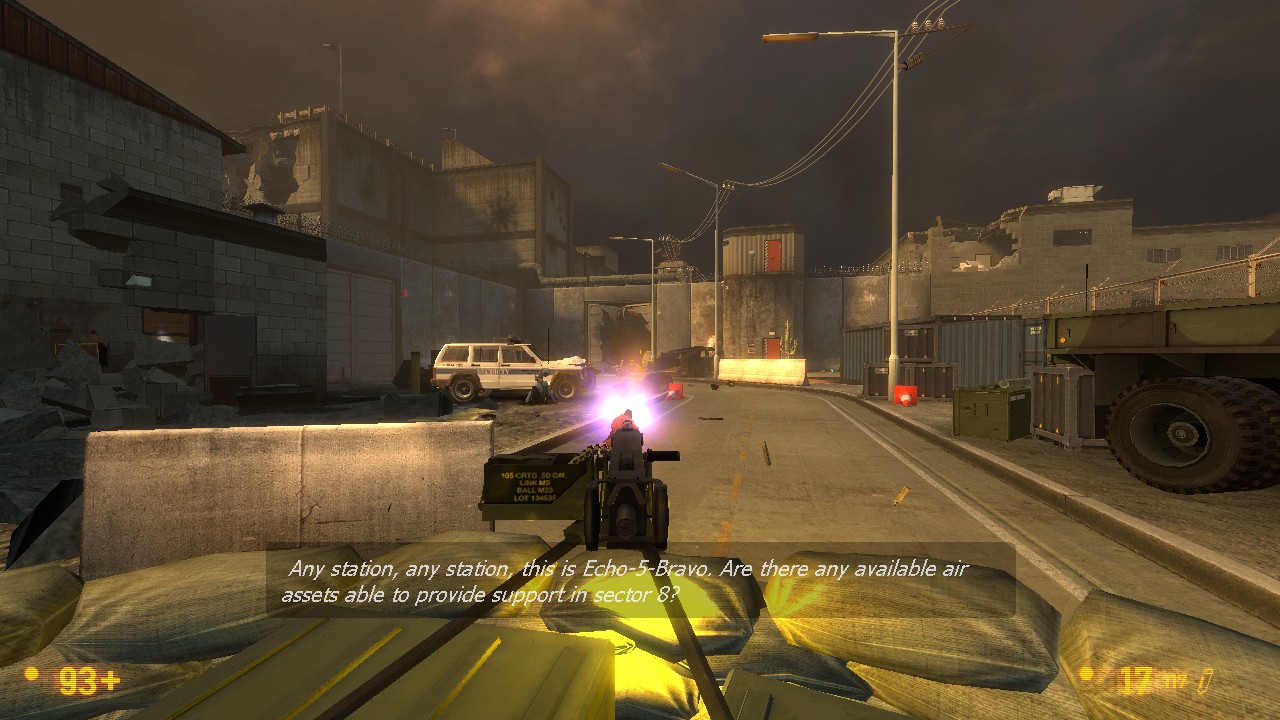 105 CRTG .50 CAL
LINK M9
BALL M33
Any station, any station, this is Echo-5-Bravo. Are there any available air
assets able to provide support in sector 8?
93+
17